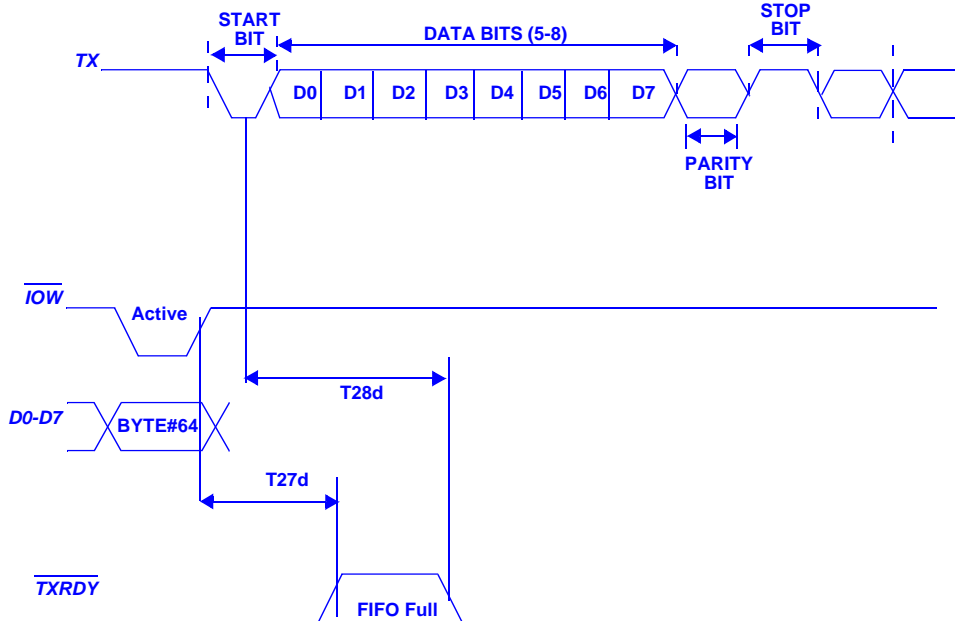 START
BIT
DATA BITS (5-8)
STOP
BIT
TX
D0 D1 D2 D3 D4 D5 D6 D7
PARITY
BIT
IOW
Active
T28d
D0-D7
BYTE#64
T27d
TXRDY
FIFO Full